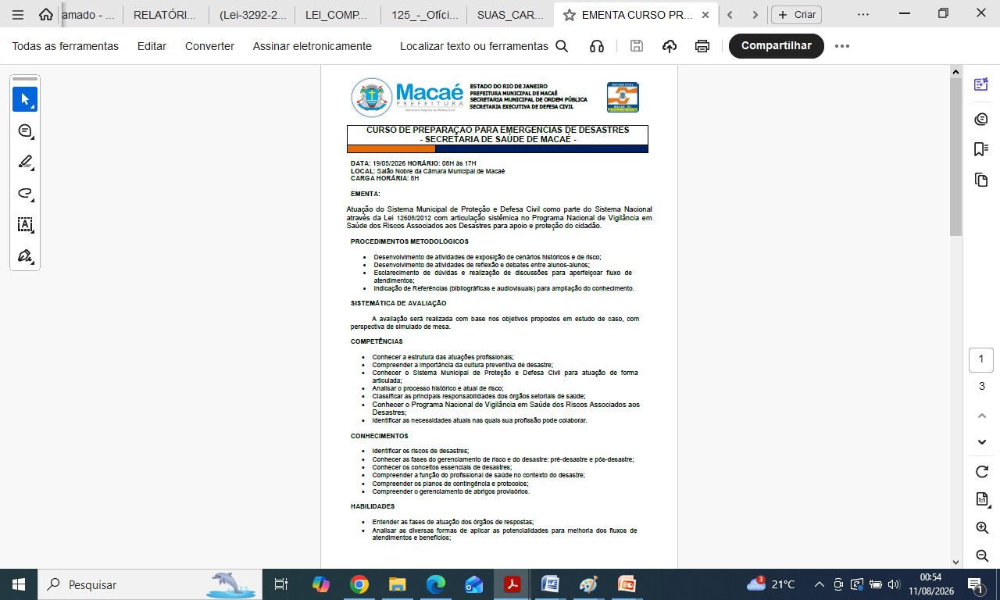 amado - ...
RELATÓRI...
(Lei-3292-2...
LEI_COMP...
125_-_Ofíci...
SUAS_CAR...
EMENTA CURSO PR...
Criar
Todas as ferramentas
Editar
Converter
Assinar eletronicamente
Localizar texto ou ferramentas
Compartilhar
Macaé
PREFEITURA
Secretaria Adjunta de Defesa Civil
ESTADO DO RIO DE JANEIRO
PREFEITURA MUNICIPAL DE MACAÉ
SECRETARIA MUNICIPAL DE ORDEM PÚBLICA
SECRETARIA EXECUTIVA DE DEFESA CIVIL
DEFESA CIVIL
MACAÉ - RJ
CURSO DE PREPARAÇÃO PARA EMERGENCIAS DE DESASTRES
- SECRETARIA DE SAÚDE DE MACAÉ -
DATA: 19/05/2026 HORÁRIO: 08H às 17H
LOCAL: Salão Nobre da Câmara Municipal de Macaé
CARGA HORÁRIA: 8H
EMENTA:
Atuação do Sistema Municipal de Proteção e Defesa Civil como parte do Sistema Nacional
através da Lei 12608/2012 com articulação sistêmica no Programa Nacional de Vigilância em
Saúde dos Riscos Associados aos Desastres para apoio e proteção do cidadão.
PROCEDIMENTOS METODOLÓGICOS
• Desenvolvimento de atividades de exposição de cenários históricos e de risco;
• Desenvolvimento de atividades de reflexão e debates entre alunos-alunos;
• Esclarecimento de dúvidas e realização de discussões para aperfeiçoar fluxo de
atendimentos;
• Indicação de Referências (bibliográficas e audiovisuais) para ampliação do conhecimento.
SISTEMÁTICA DE AVALIAÇÃO
A avaliação será realizada com base nos objetivos propostos em estudo de caso, com
perspectiva de simulado de mesa.
COMPETÊNCIAS
• Conhecer a estrutura das atuações profissionais;
• Compreender a importância da cultura preventiva de desastre;
• Conhecer o Sistema Municipal de Proteção e Defesa Civil para atuação de forma
articulada;
• Analisar o processo histórico e atual de risco;
• Classificar as principais responsabilidades dos órgãos setoriais de saúde;
• Conhecer o Programa Nacional de Vigilância em Saúde dos Riscos Associados aos
Desastres;
• Identificar as necessidades atuais nas quais sua profissão pode colaborar.
CONHECIMENTOS
• Identificar os riscos de desastres;
• Conhecer as fases do gerenciamento de risco e do desastre: pré-desastre e pós-desastre;
• Conhecer os conceitos essenciais de desastres;
• Compreender a função do profissional de saúde no contexto do desastre;
• Compreender os planos de contingência e protocolos;
• Compreender o gerenciamento de abrigos provisórios.
HABILIDADES
• Entender as fases de atuação dos órgãos de respostas;
• Analisar as diversas formas de aplicar as potencialidades para melhoria dos fluxos de
atendimentos e benefícios;
1
3
1:1
Pesquisar
3
21°C
00:54
11/08/2026
1